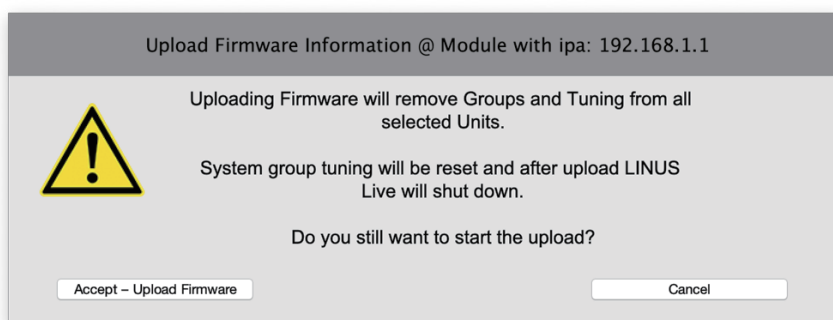 Upload Firmware Information @ Module with ipa: 192.168.1.1
Uploading Firmware will remove Groups and Tuning from all
selected Units.
System group tuning will be reset and after upload LINUS
Live will shut down.
Do you still want to start the upload?
Accept – Upload Firmware
Cancel